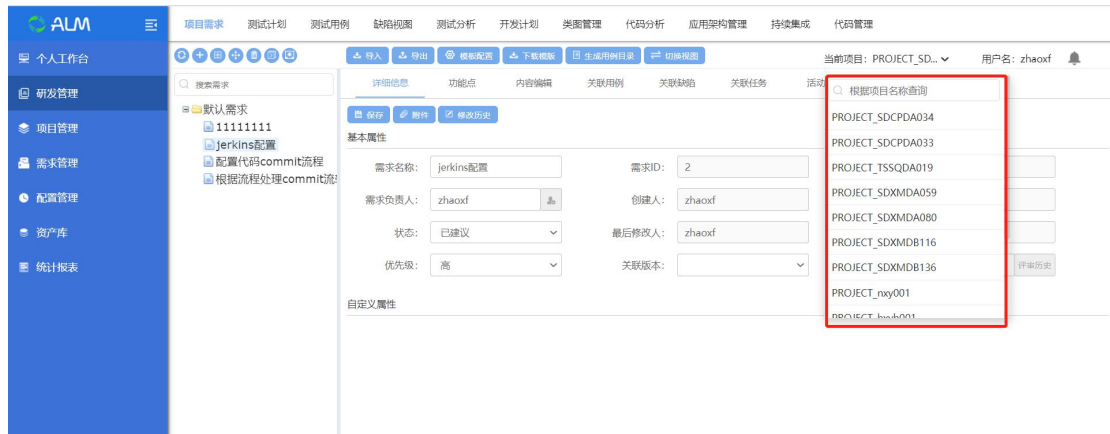 ALM
项目需求 测试计划 测试用例 缺陷视图 测试分析 开发计划 类图管理 代码分析 应用架构管理 持续集成 代码管理
个人工作台
研发管理
项目管理
需求管理
配置管理
资产库
统计报表
导入 导出 模板配置 下载模版 生成用例目录 切换视图
当前项目: PROJECT_SD... 用户名: zhaoxf
搜索需求
默认需求
11111111
jerkins配置
配置代码commit流程
根据流程处理commit流
详细信息 功能点 内容编辑 关联用例 关联缺陷 关联任务 活动
保存 附件 修改历史
基本属性
需求名称: jerkins配置 需求ID: 2
需求负责人: zhaoxf 创建人: zhaoxf
状态: 已建议 最后修改人: zhaoxf
优先级: 高 关联版本: 评审历史
自定义属性
根据项目名称查询
PROJECT_SDCPDA034
PROJECT_SDCPDA033
PROJECT_TSSQDA019
PROJECT_SDXMDA059
PROJECT_SDXMDA080
PROJECT_SDXMDB116
PROJECT_SDXMDB136
PROJECT_nxy001